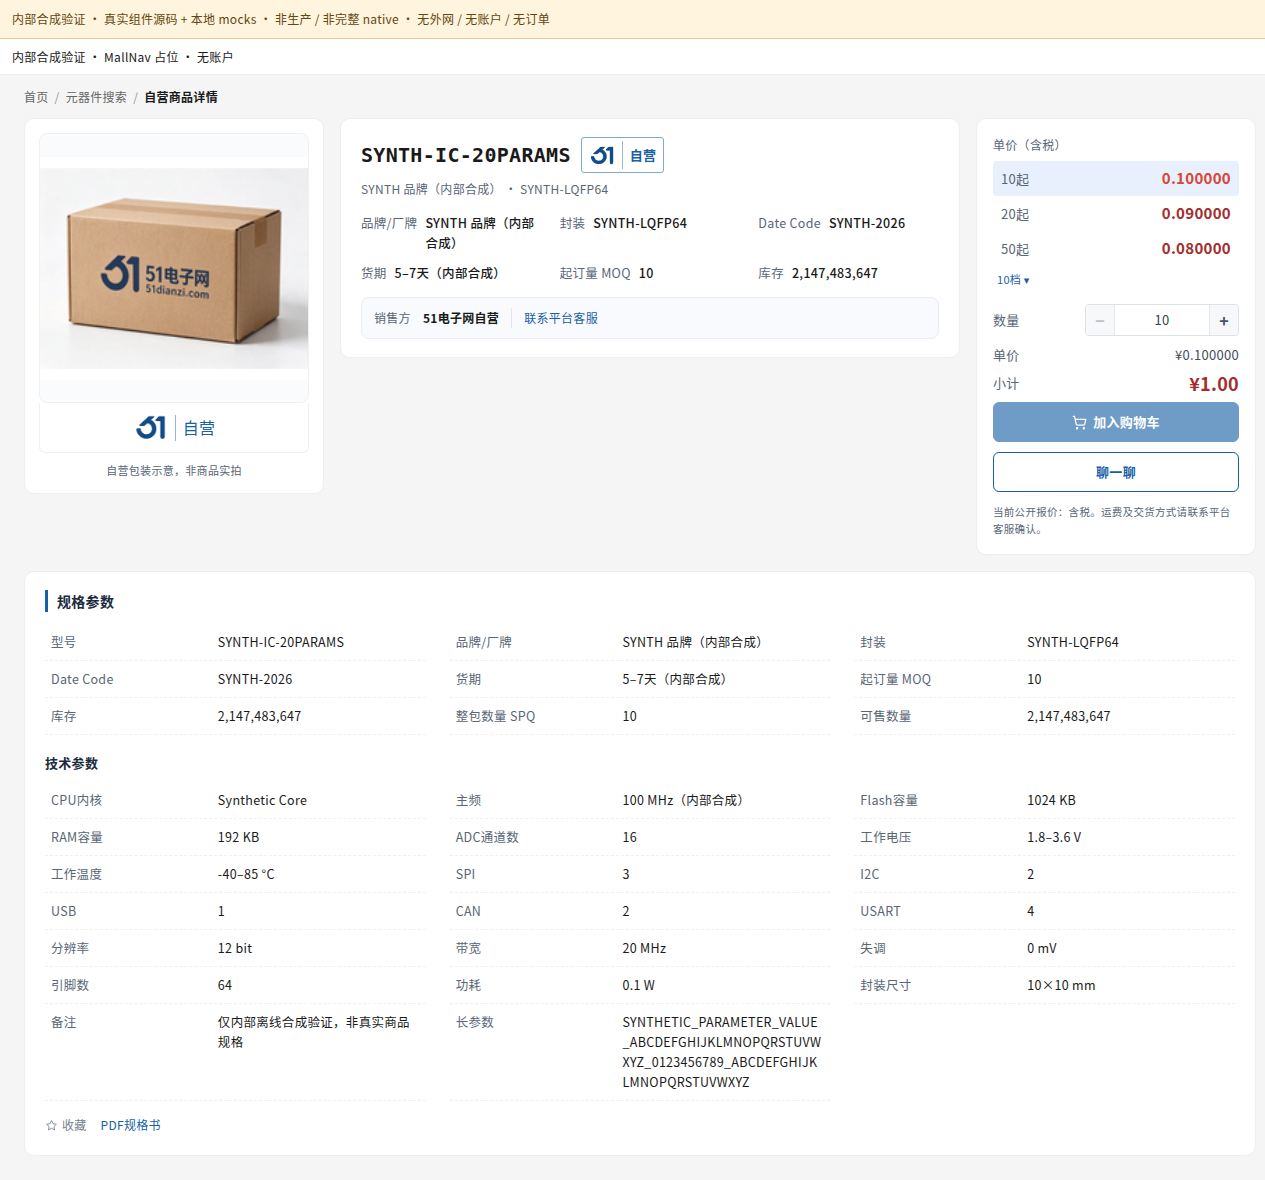 内部合成验证 · 真实组件源码 + 本地 mocks · 非生产 / 非完整 native · 无外网 / 无账户 / 无订单
内部合成验证 · MallNav 占位 · 无账户
首页 / 元器件搜索 / 自营商品详情
51电子网
51dianzi.com
51 自营
自营包装示意，非商品实拍
SYNTH-IC-20PARAMS 51 自营
SYNTH 品牌（内部合成） · SYNTH-LQFP64
品牌/厂牌 SYNTH 品牌（内部合成） 封装 SYNTH-LQFP64 Date Code SYNTH-2026
货期 5–7天（内部合成） 起订量 MOQ 10 库存 2,147,483,647
销售方 51电子网自营 联系平台客服
单价（含税）
10起 0.100000
20起 0.090000
50起 0.080000
10档 ▾
数量 − 10 +
单价 ¥0.100000
小计 ¥1.00
加入购物车
聊一聊
当前公开报价：含税。运费及交货方式请联系平台
客服确认。
规格参数
型号 SYNTH-IC-20PARAMS 品牌/厂牌 SYNTH 品牌（内部合成） 封装 SYNTH-LQFP64
Date Code SYNTH-2026 货期 5–7天（内部合成） 起订量 MOQ 10
库存 2,147,483,647 整包数量 SPQ 10 可售数量 2,147,483,647
技术参数
CPU内核 Synthetic Core 主频 100 MHz（内部合成） Flash容量 1024 KB
RAM容量 192 KB ADC通道数 16 工作电压 1.8–3.6 V
工作温度 -40–85 °C SPI 3 I2C 2
USB 1 CAN 2 USART 4
分辨率 12 bit 带宽 20 MHz 失调 0 mV
引脚数 64 功耗 0.1 W 封装尺寸 10×10 mm
备注 仅内部离线合成验证，非真实商品
规格
长参数 SYNTHETIC_PARAMETER_VALUE
_ABCDEFGHIJKLMNOPQRSTUVW
XYZ_0123456789_ABCDEFGHIJK
LMNOPQRSTUVWXYZ
收藏 PDF规格书